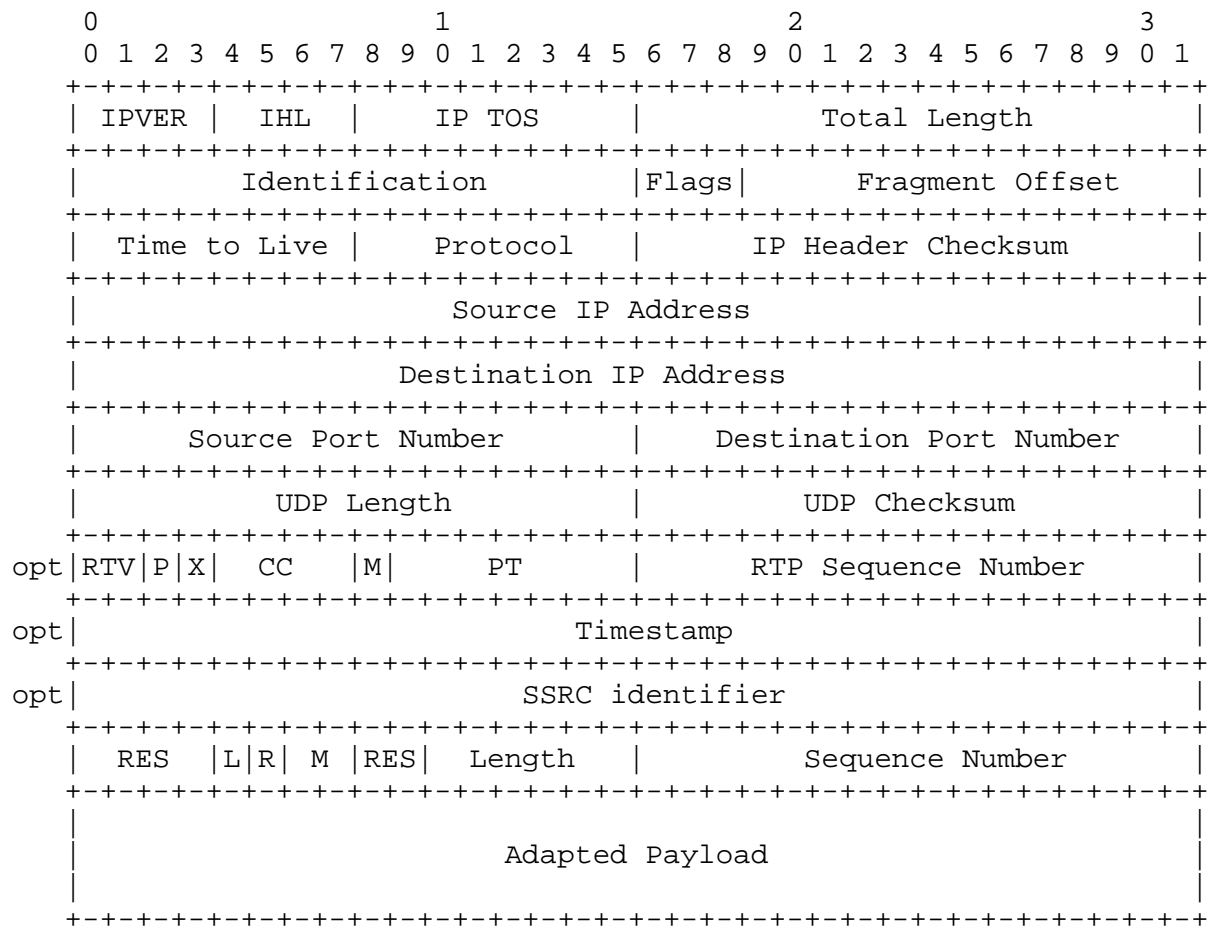 0                   1                   2                   3
 0 1 2 3 4 5 6 7 8 9 0 1 2 3 4 5 6 7 8 9 0 1 2 3 4 5 6 7 8 9 0 1
   +-+-+-+-+-+-+-+-+-+-+-+-+-+-+-+-+-+-+-+-+-+-+-+-+-+-+-+-+-+-+-+-+
   | IPVER |  IHL  |    IP TOS     |          Total Length         |
   +-+-+-+-+-+-+-+-+-+-+-+-+-+-+-+-+-+-+-+-+-+-+-+-+-+-+-+-+-+-+-+-+
   |         Identification        |Flags|      Fragment Offset    |
   +-+-+-+-+-+-+-+-+-+-+-+-+-+-+-+-+-+-+-+-+-+-+-+-+-+-+-+-+-+-+-+-+
   |  Time to Live |    Protocol   |      IP Header Checksum       |
   +-+-+-+-+-+-+-+-+-+-+-+-+-+-+-+-+-+-+-+-+-+-+-+-+-+-+-+-+-+-+-+-+
   |                     Source IP Address                         |
   +-+-+-+-+-+-+-+-+-+-+-+-+-+-+-+-+-+-+-+-+-+-+-+-+-+-+-+-+-+-+-+-+
   |                  Destination IP Address                       |
   +-+-+-+-+-+-+-+-+-+-+-+-+-+-+-+-+-+-+-+-+-+-+-+-+-+-+-+-+-+-+-+-+
   |      Source Port Number       |    Destination Port Number    |
   +-+-+-+-+-+-+-+-+-+-+-+-+-+-+-+-+-+-+-+-+-+-+-+-+-+-+-+-+-+-+-+-+
   |           UDP Length          |         UDP Checksum          |
   +-+-+-+-+-+-+-+-+-+-+-+-+-+-+-+-+-+-+-+-+-+-+-+-+-+-+-+-+-+-+-+-+
opt|RTV|P|X|  CC   |M|     PT      |      RTP Sequence Number      |
   +-+-+-+-+-+-+-+-+-+-+-+-+-+-+-+-+-+-+-+-+-+-+-+-+-+-+-+-+-+-+-+-+
opt|                            Timestamp                          |
   +-+-+-+-+-+-+-+-+-+-+-+-+-+-+-+-+-+-+-+-+-+-+-+-+-+-+-+-+-+-+-+-+
opt|                         SSRC identifier                       |
   +-+-+-+-+-+-+-+-+-+-+-+-+-+-+-+-+-+-+-+-+-+-+-+-+-+-+-+-+-+-+-+-+
   |  RES  |L|R| M |RES|  Length   |         Sequence Number       |
   +-+-+-+-+-+-+-+-+-+-+-+-+-+-+-+-+-+-+-+-+-+-+-+-+-+-+-+-+-+-+-+-+
   |                                                               |
   |                        Adapted Payload                        |
   |                                                               |
   +-+-+-+-+-+-+-+-+-+-+-+-+-+-+-+-+-+-+-+-+-+-+-+-+-+-+-+-+-+-+-+-+